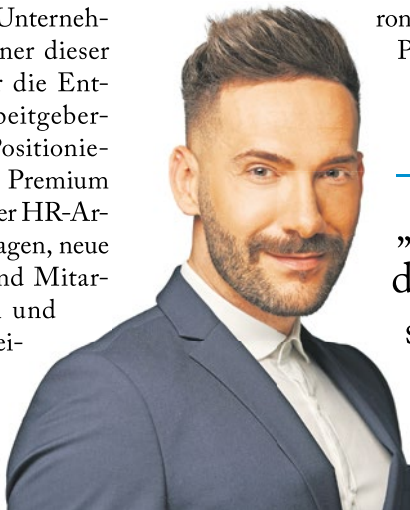 Unterneh-
ner dieser
r die Ent-
beitgeber-
Positionie-
Premium
er HR-Ar-
agen, neue
nd Mitar-
und
ei-
ron
P
„
d
s